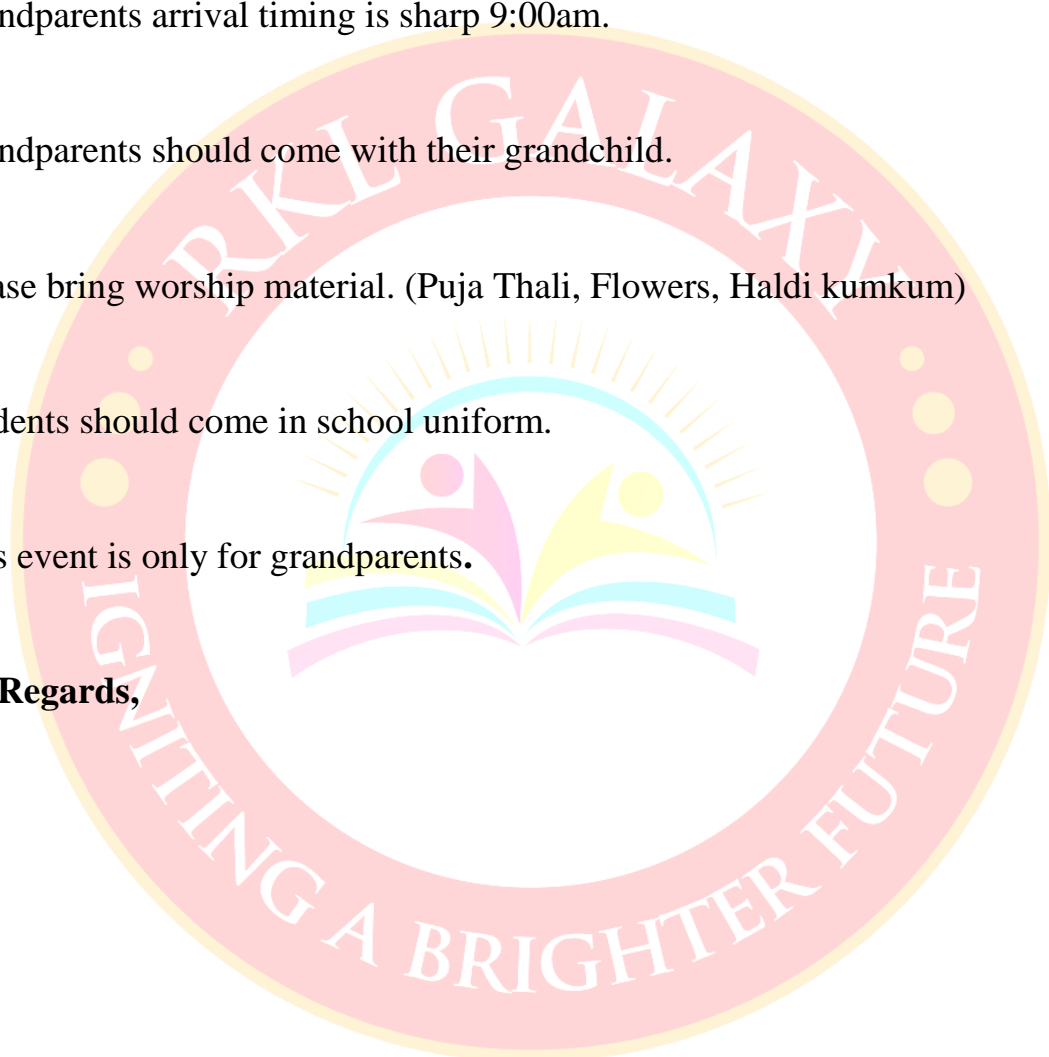 ndparents arrival timing is sharp 9:00am.
RKL GALAXY
ndparents should come with their grandchild.
ase bring worship material. (Puja Thali, Flowers, Haldi kumkum)
dents should come in school uniform.
s event is only for grandparents.
Regards,
IGNITING A BRIGHTER FUTURE